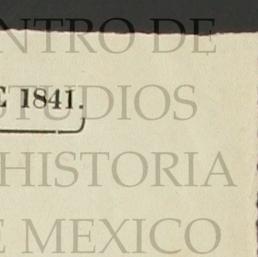 NTRO DE
E 1841.
TUDIOS
HISTORIA
E MEXICO